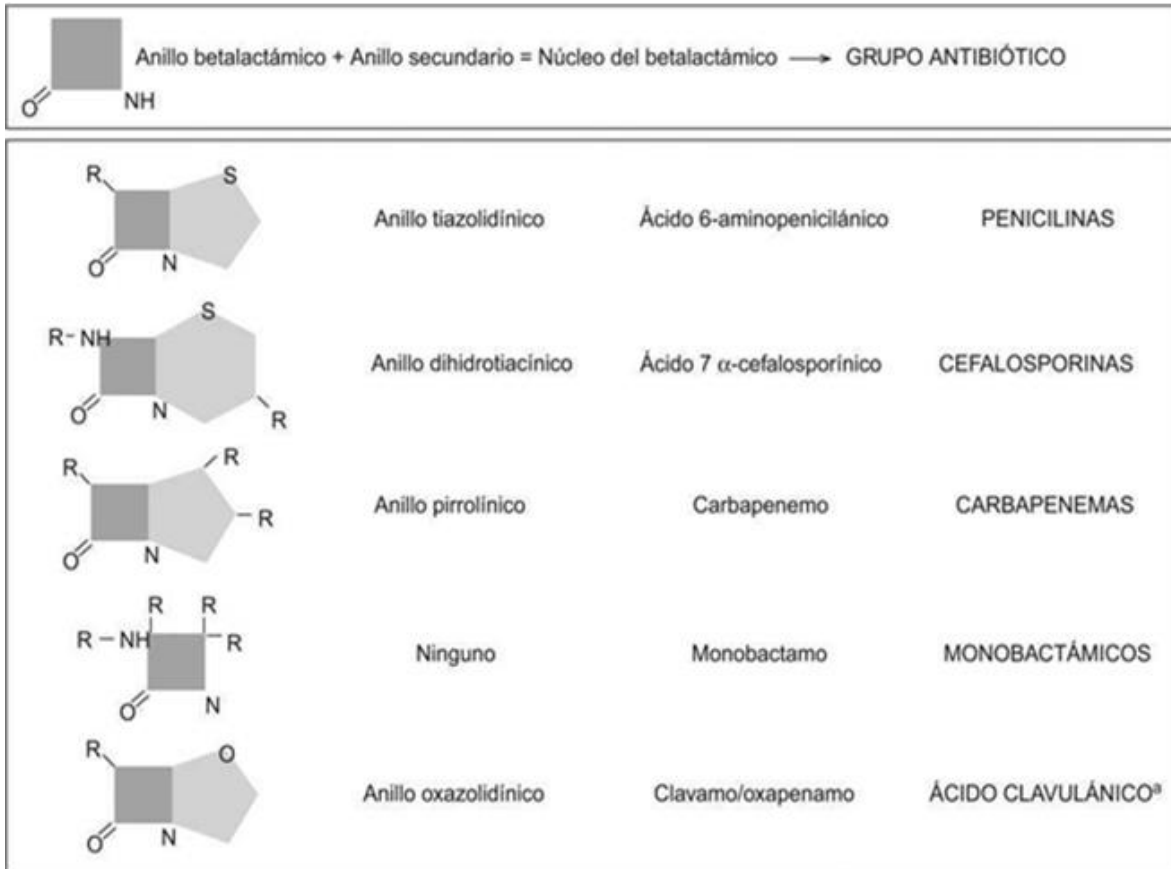 Anillo betalactámico + Anillo secundario = Núcleo del betalactámico → GRUPO ANTIBIÓTICO
O
NH
R
S
Anillo tiazolidínico Ácido 6-aminopenicilánico PENICILINAS
O
N
S
R– NH
Anillo dihidrotiacínico Ácido 7 α-cefalosporínico CEFALOSPORINAS
O
N
R
R
R
Anillo pirrolínico Carbapenemo CARBAPENEMAS
R
O
N
R R
R – NH R
Ninguno Monobactamo MONOBACTÁMICOS
O
N
R
O
Anillo oxazolidínico Clavamo/oxapenamo ÁCIDO CLAVULÁNICOª
O
N